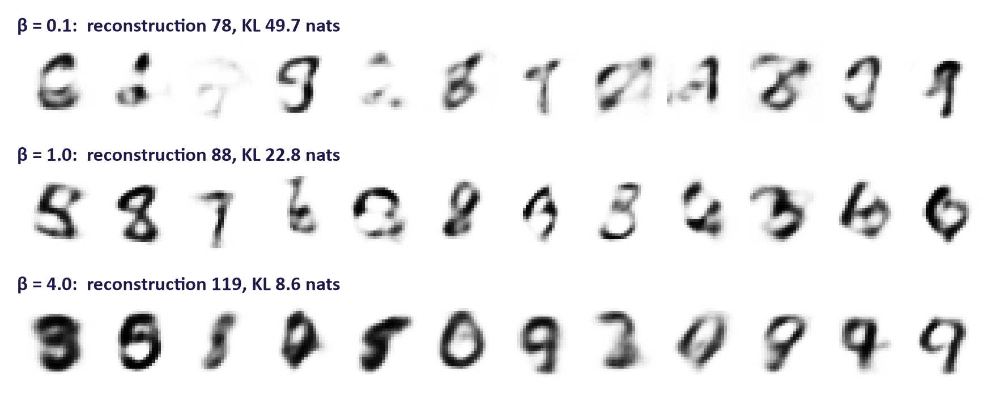 β = 0.1:  reconstruction 78, KL 49.7 nats
β = 1.0:  reconstruction 88, KL 22.8 nats
β = 4.0:  reconstruction 119, KL 8.6 nats